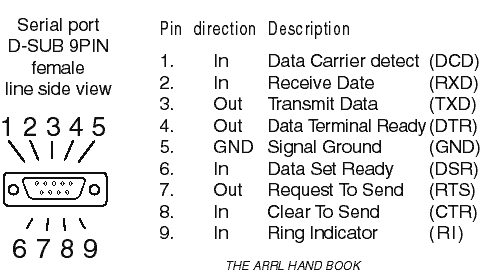 Serial port
D-SUB 9PIN
female
line side view
1 2 3 4 5
6 7 8 9
Pin direction Description
1. In Data Carrier detect (DCD)
2. In Receive Date (RXD)
3. Out Transmit Data (TXD)
4. Out Data Terminal Ready (DTR)
5. GND Signal Ground (GND)
6. In Data Set Ready (DSR)
7. Out Request To Send (RTS)
8. In Clear To Send (CTR)
9. In Ring Indicator (RI)
THE ARRL HAND BOOK